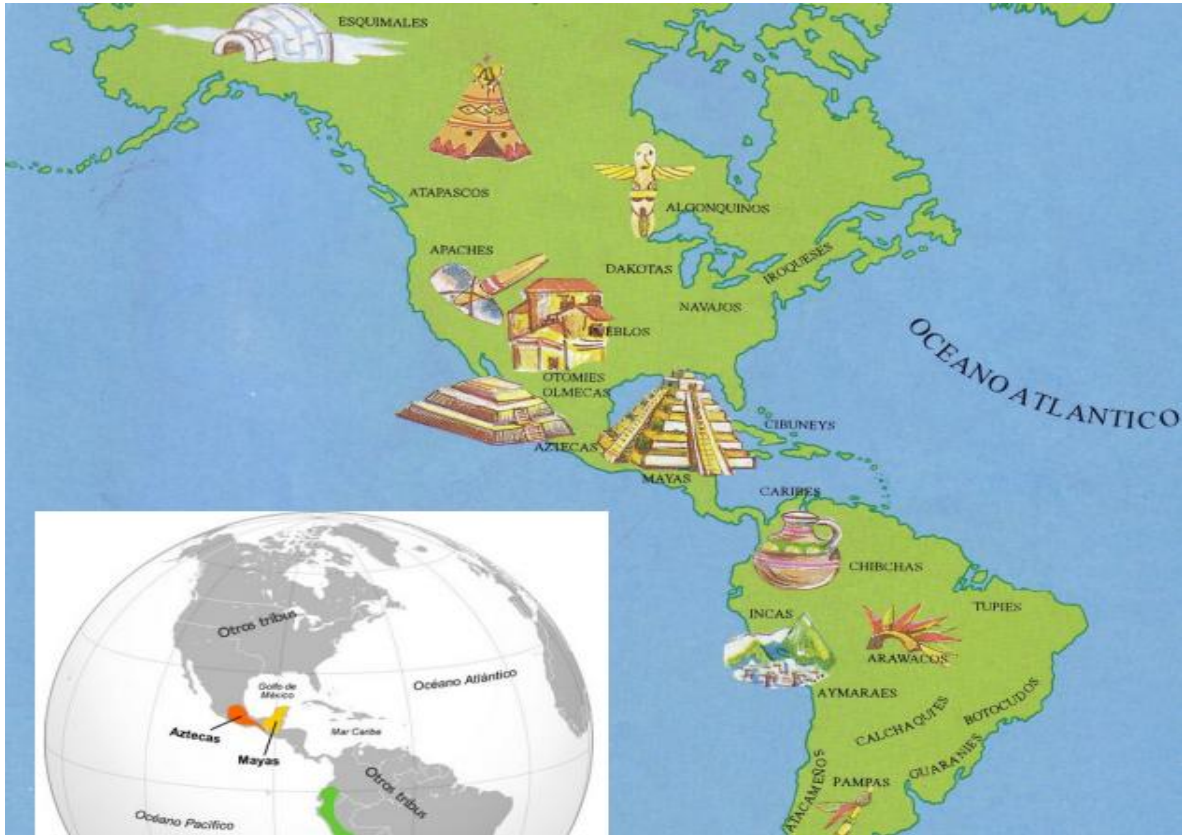 ESQUIMALES
ATAPASCOS
ALGONQUINOS
APACHES
DAKOTAS
IROQUESES
NAVAJOS
PUEBLOS
OTOMIES
OLMECAS
OCEANO ATLANTICO
AZTECAS
CIBUNEYS
MAYAS
CARIBES
CHIBCHAS
INCAS
TUPIES
ARAWACOS
AYMARAES
CALCHAQUIES
BOTOCUDOS
GUARANIES
ATACAMEÑOS
PAMPAS
Otros tribus
Golfo de
México
Océano Atlántico
Aztecas
Mar Caribe
Mayas
Otros tribus
Océano Pacífico